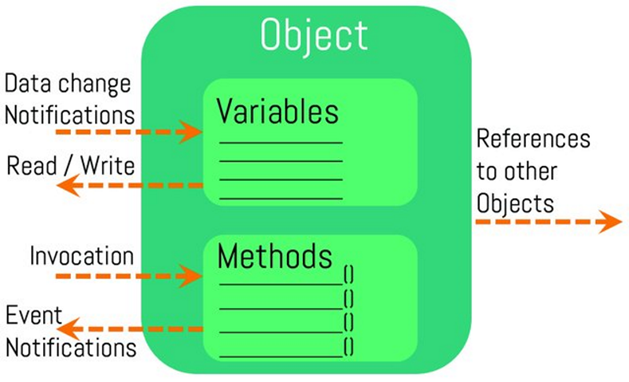 Object
Data change
Notifications
Variables
Read / Write
References
to other
Objects
Invocation
Methods
()
()
()
()
Event
Notifications